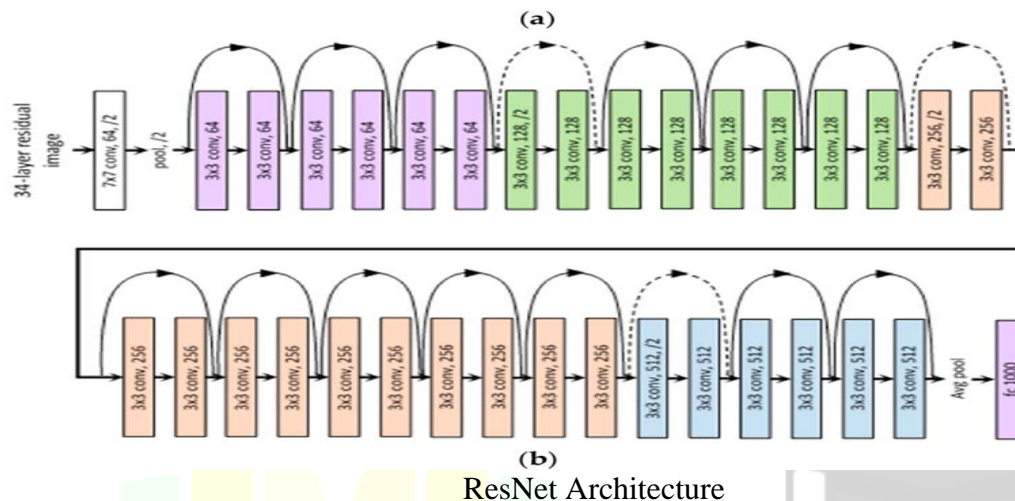 (a)
34-layer residual
image
7x7 conv, 64, /2
pool, /2
3x3 conv, 64
3x3 conv, 64
3x3 conv, 64
3x3 conv, 64
3x3 conv, 64
3x3 conv, 64
3x3 conv, 128, /2
3x3 conv, 128
3x3 conv, 128
3x3 conv, 128
3x3 conv, 128
3x3 conv, 128
3x3 conv, 128
3x3 conv, 128
3x3 conv, 256, /2
3x3 conv, 256
3x3 conv, 256
3x3 conv, 256
3x3 conv, 256
3x3 conv, 256
3x3 conv, 256
3x3 conv, 256
3x3 conv, 256
3x3 conv, 256
3x3 conv, 256
3x3 conv, 256
3x3 conv, 512, /2
3x3 conv, 512
3x3 conv, 512
3x3 conv, 512
3x3 conv, 512
3x3 conv, 512
Avg pool
fc 1000
(b)
ResNet Architecture